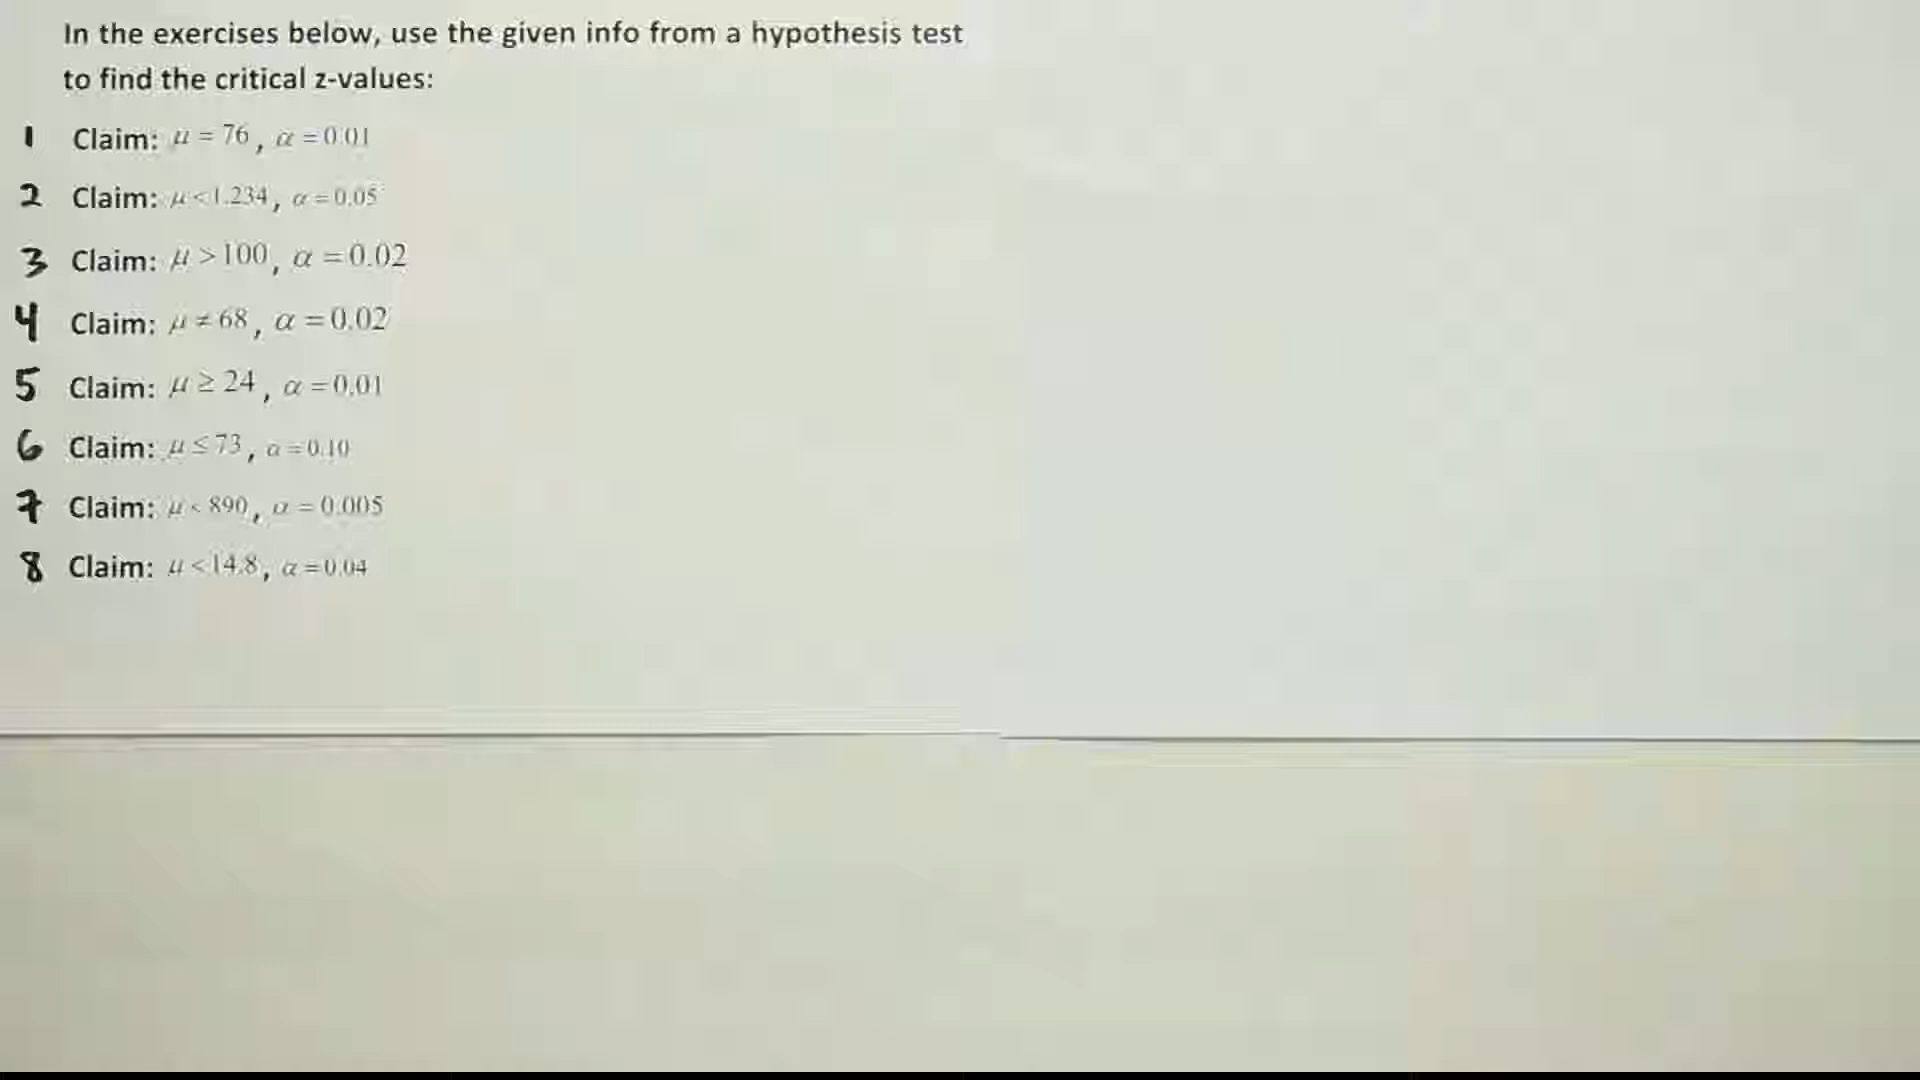 In the exercises below, use the given info from a hypothesis test
to find the critical z-values:
1 Claim: μ = 76, α = 0.01
2 Claim: μ < 1.234, α = 0.05
3 Claim: μ > 100, α = 0.02
4 Claim: μ ≠ 68, α = 0.02
5 Claim: μ ≥ 24, α = 0.01
6 Claim: μ ≤ 73, α = 0.10
7 Claim: μ < 890, α = 0.005
8 Claim: μ < 14.8, α = 0.04